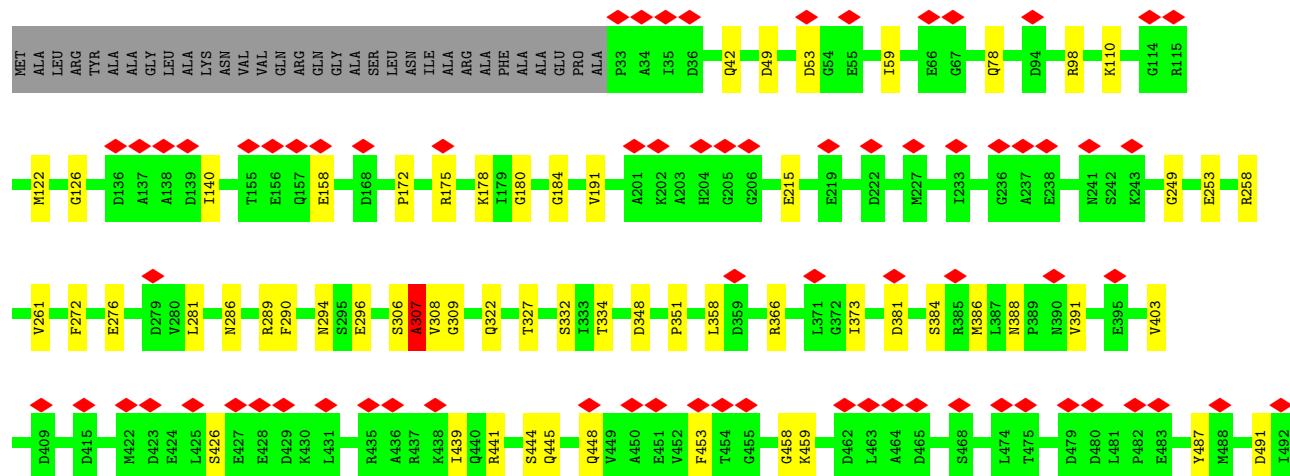 MET ALA LEU ARG TYR ALA ALA GLY LEU ALA LYS ASN VAL VAL GLN ARG GLN GLY ALA SER LEU ASN ILE ALA ARG ALA PHE ALA ALA GLU PRO ALA P33 A34 I35 D36 Q42 D49 D53 G54 E55 I59 E66 G67 Q78 D94 R98 K110 G114 R115
M122 G126 D136 A137 A138 D139 I140 T155 E156 Q157 E158 D168 P172 R175 K178 I179 G180 G184 V191 A201 K202 A203 H204 G205 G206 E215 E219 D222 M227 I233 G236 A237 E238 N241 S242 K243 G249 E253 R258
V261 F272 E276 D279 V280 L281 N286 R289 F290 N294 S295 E296 S306 A307 V308 G309 Q322 T327 S332 I333 T334 D348 P351 L358 D359 R366 L371 G372 I373 D381 S384 R385 M386 L387 N388 P389 N390 V391 E395 V403
D409 D415 M422 D423 E424 L425 S426 E427 E428 D429 K430 L431 R435 A436 R437 K438 I439 Q440 R441 S444 Q445 Q448 V449 A450 E451 V452 F453 T454 G455 G458 K459 D462 L463 A464 D465 S468 L474 T475 D479 D480 L481 P482 E483 Y487 M488 D491 I492